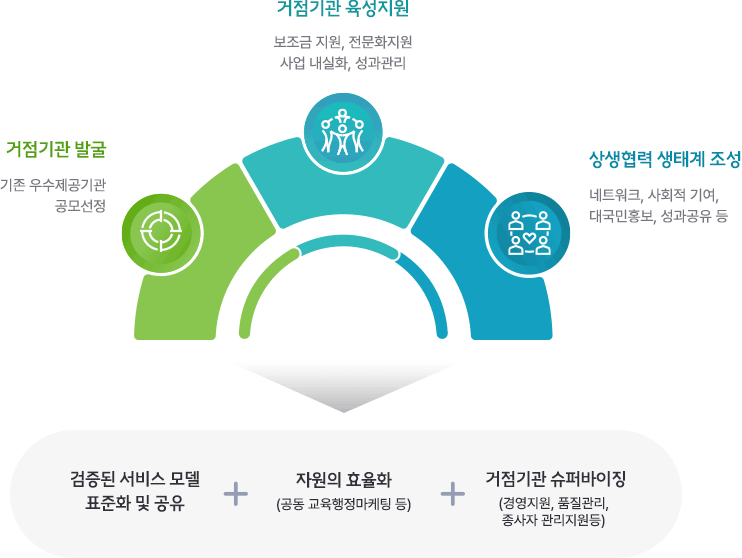 거점기관 육성지원
보조금 지원, 전문화지원
사업 내실화, 성과관리
거점기관 발굴
기존 우수제공기관
공모선정
상생협력 생태계 조성
네트워크, 사회적 기여,
대국민홍보, 성과공유 등
검증된 서비스 모델
표준화 및 공유
+
자원의 효율화
(공동 교육행정마케팅 등)
+
거점기관 슈퍼바이징
(경영지원, 품질관리,
종사자 관리지원등)